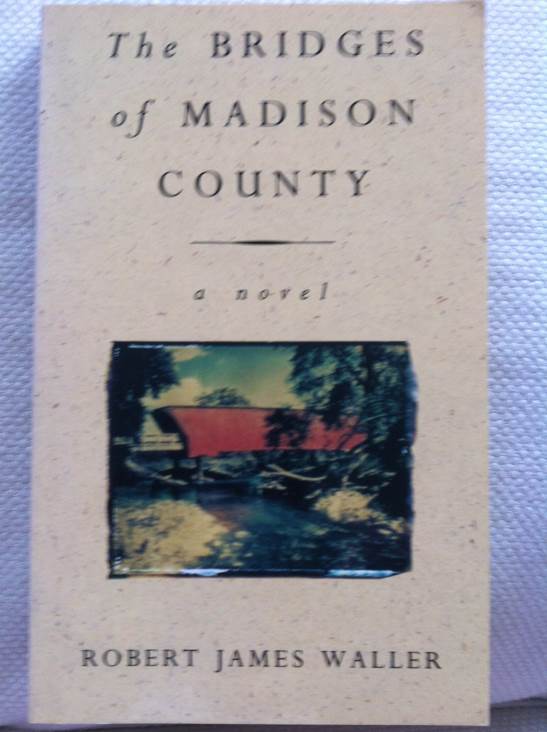 The BRIDGES
of MADISON
COUNTY
a novel
ROBERT JAMES WALLER